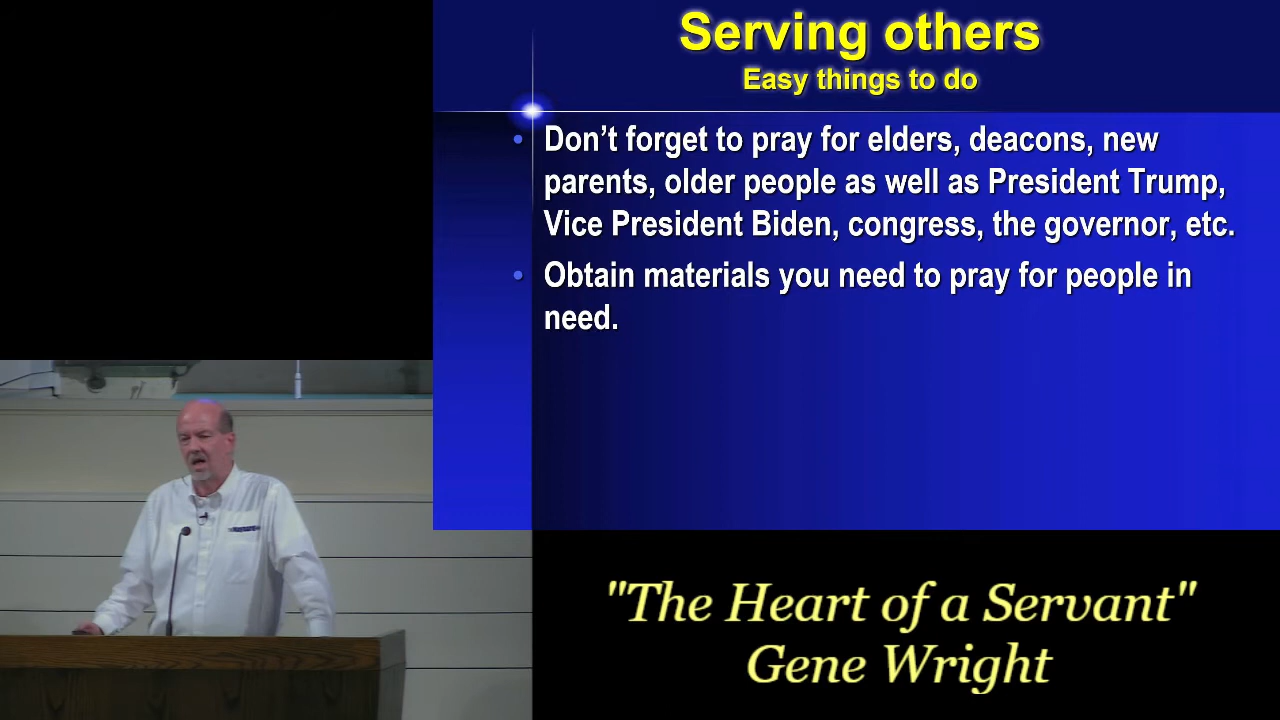 Serving others
Easy things to do
• Don’t forget to pray for elders, deacons, new
parents, older people as well as President Trump,
Vice President Biden, congress, the governor, etc.
• Obtain materials you need to pray for people in
need.
"The Heart of a Servant"
Gene Wright